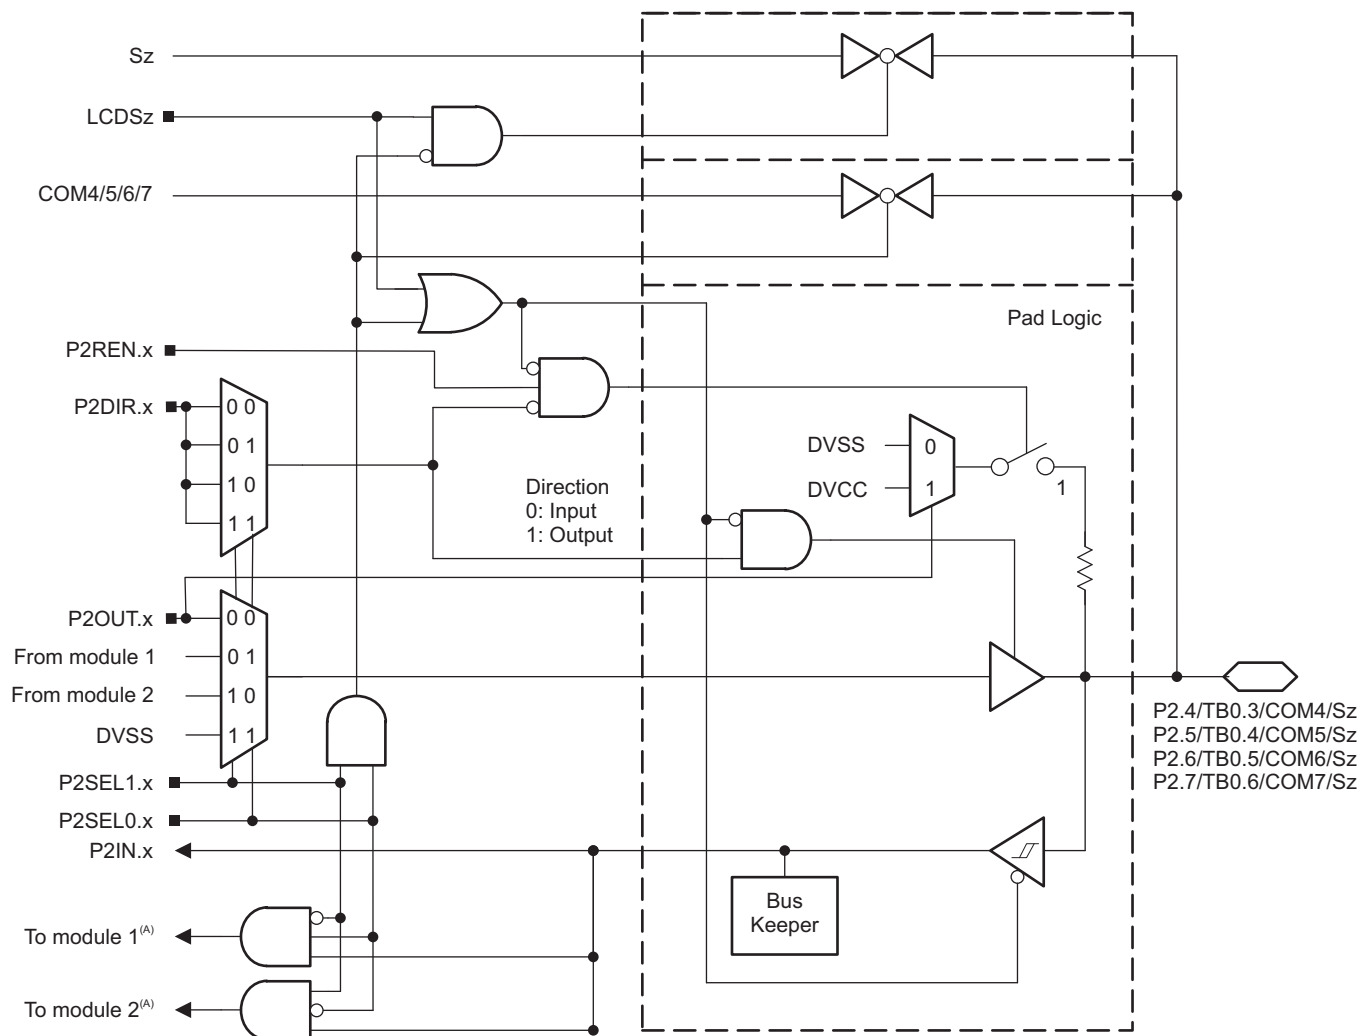 Sz
LCDSz
COM4/5/6/7
Pad Logic
P2REN.x
P2DIR.x
0 0
0 1
1 0
1 1
Direction
0: Input
1: Output
DVSS
0
DVCC
1
1
P2OUT.x
0 0
From module 1
0 1
From module 2
1 0
DVSS
1 1
P2.4/TB0.3/COM4/Sz
P2.5/TB0.4/COM5/Sz
P2.6/TB0.5/COM6/Sz
P2.7/TB0.6/COM7/Sz
P2SEL1.x
P2SEL0.x
P2IN.x
Bus
Keeper
To module 1(A)
To module 2(A)